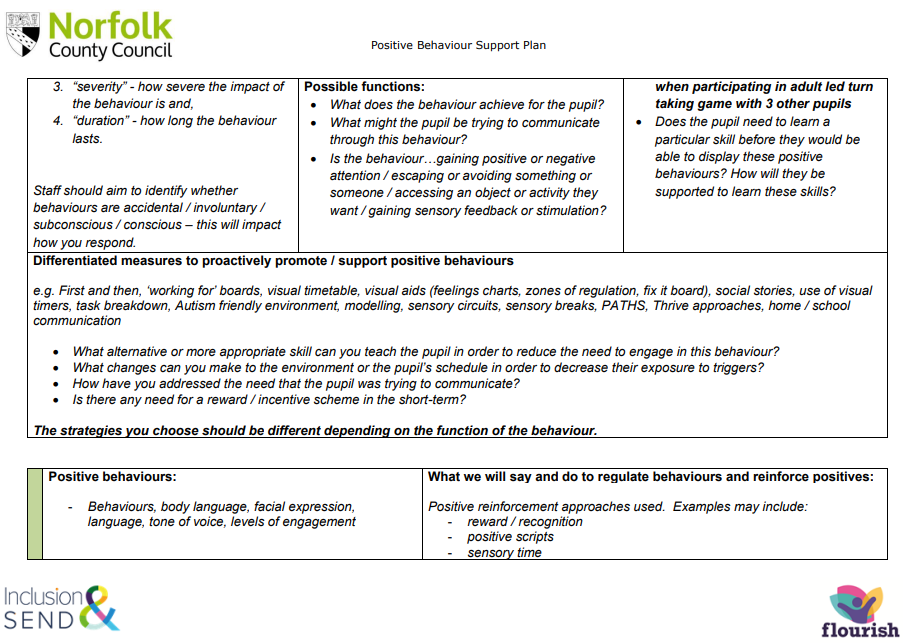 Norfolk
County Council
Positive Behaviour Support Plan
3. “severity” - how severe the impact of
the behaviour is and,
4. “duration” - how long the behaviour
lasts.
Staff should aim to identify whether
behaviours are accidental / involuntary /
subconscious / conscious – this will impact
how you respond.
Possible functions:
• What does the behaviour achieve for the pupil?
• What might the pupil be trying to communicate
through this behaviour?
• Is the behaviour…gaining positive or negative
attention / escaping or avoiding something or
someone / accessing an object or activity they
want / gaining sensory feedback or stimulation?
when participating in adult led turn
taking game with 3 other pupils
• Does the pupil need to learn a
particular skill before they would be
able to display these positive
behaviours? How will they be
supported to learn these skills?
Differentiated measures to proactively promote / support positive behaviours
e.g. First and then, ‘working for’ boards, visual timetable, visual aids (feelings charts, zones of regulation, fix it board), social stories, use of visual
timers, task breakdown, Autism friendly environment, modelling, sensory circuits, sensory breaks, PATHS, Thrive approaches, home / school
communication
• What alternative or more appropriate skill can you teach the pupil in order to reduce the need to engage in this behaviour?
• What changes can you make to the environment or the pupil’s schedule in order to decrease their exposure to triggers?
• How have you addressed the need that the pupil was trying to communicate?
• Is there any need for a reward / incentive scheme in the short-term?
The strategies you choose should be different depending on the function of the behaviour.
Positive behaviours:
- Behaviours, body language, facial expression,
language, tone of voice, levels of engagement
What we will say and do to regulate behaviours and reinforce positives:
Positive reinforcement approaches used. Examples may include:
- reward / recognition
- positive scripts
- sensory time
Inclusion &
SEND
flourish